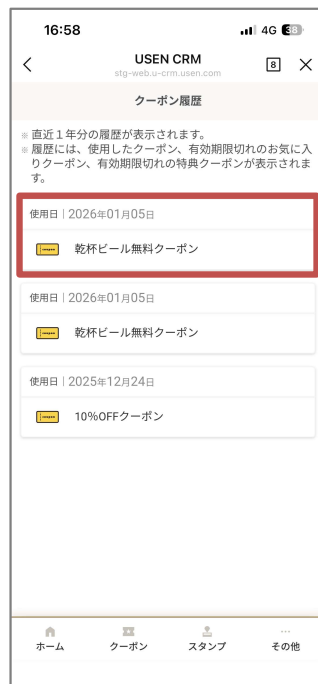 16:58
4G 33
USEN CRM
stg-web.u-crm.usen.com
8
クーポン履歴
※直近１年分の履歴が表示されます。
※履歴には、使用したクーポン、有効期限切れのお気に入
りクーポン、有効期限切れの特典クーポンが表示されま
す。
使用日 | 2026年01月05日
coupon 乾杯ビール無料クーポン
使用日 | 2026年01月05日
coupon 乾杯ビール無料クーポン
使用日 | 2025年12月24日
coupon 10%OFFクーポン
ホーム クーポン スタンプ その他